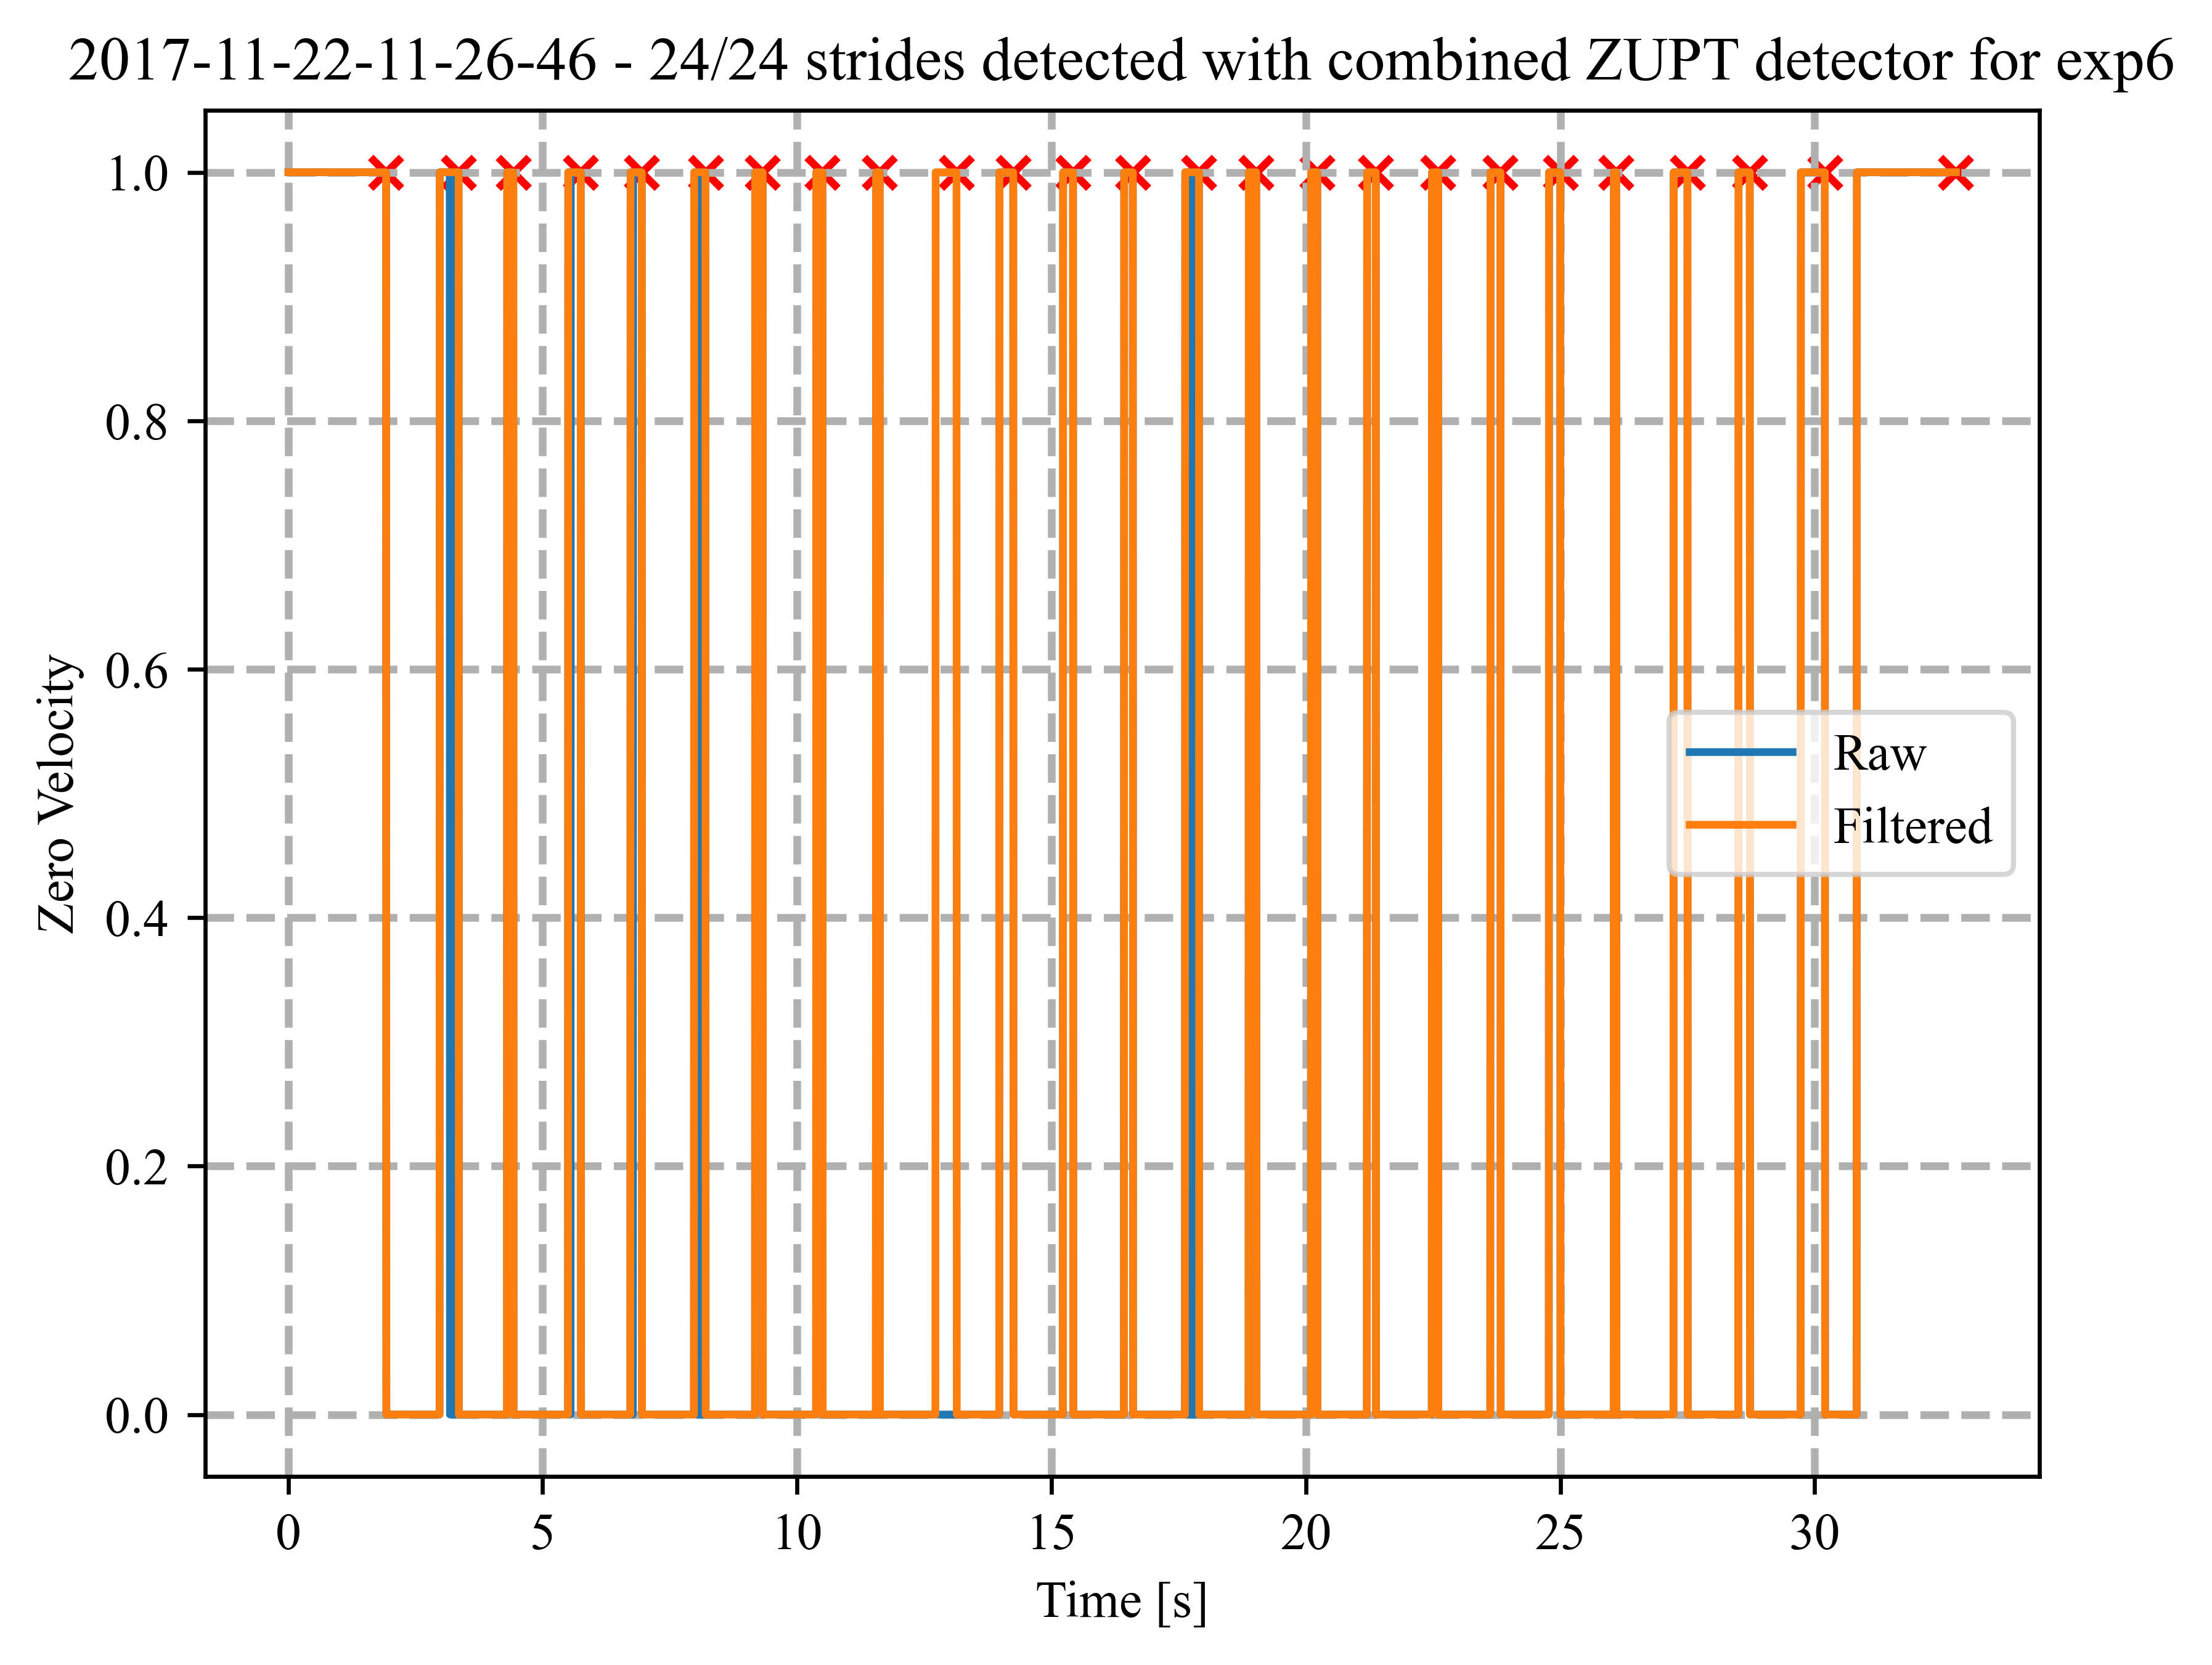 2017-11-22-11-26-46 - 24/24 strides detected with combined ZUPT detector for exp6
1.0
0.8
0.6
0.4
0.2
0.0
Zero Velocity
Raw
Filtered
0 5 10 15 20 25 30
Time [s]